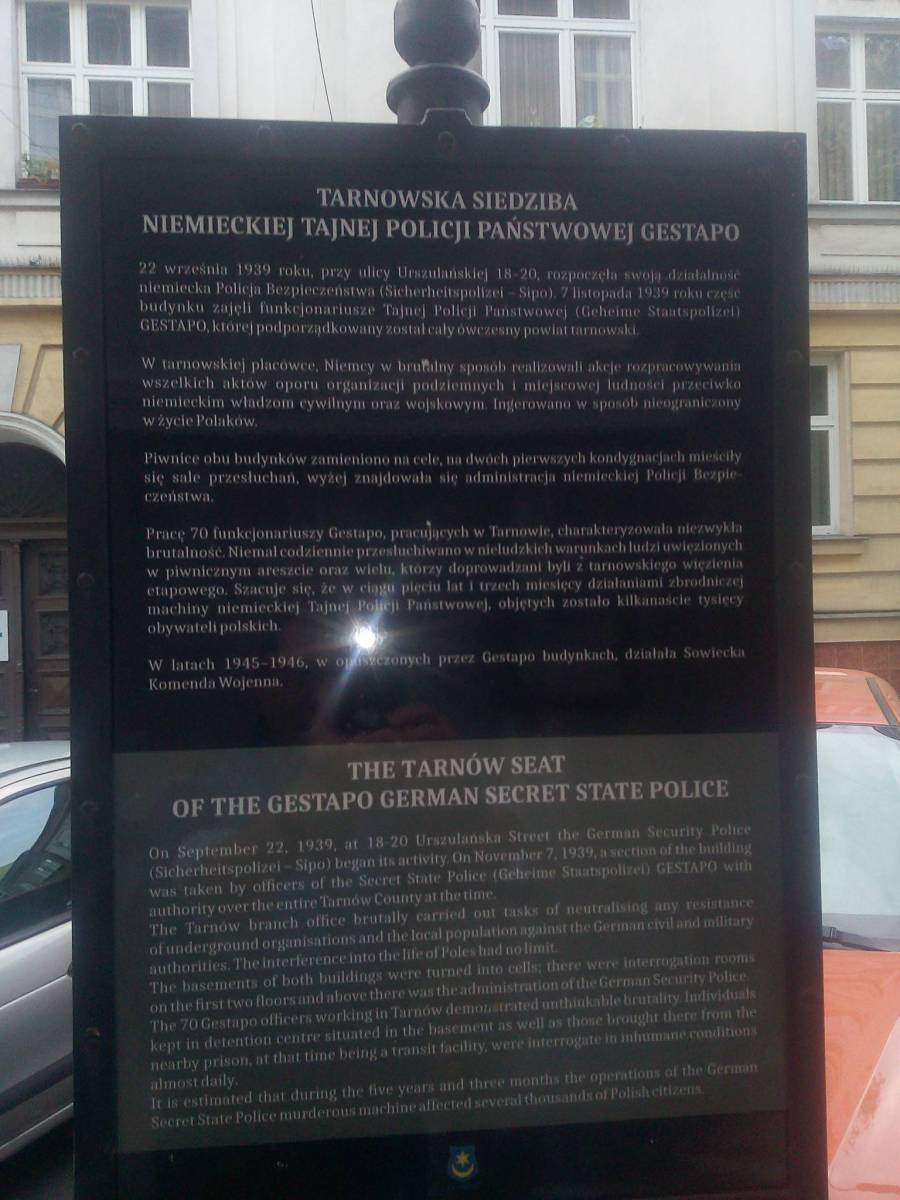 TARNOWSKA SIEDZIBA
NIEMIECKIEJ TAJNEJ POLICJI PAŃSTWOWEJ GESTAPO
22 września 1939 roku, przy ulicy Urszulańskiej 18–20, rozpoczęła swoją działalność
niemiecka Policja Bezpieczeństwa (Sicherheitspolizei – Sipo). 7 listopada 1939 roku część
budynku zajęli funkcjonariusze Tajnej Policji Państwowej (Geheime Staatspolizei)
GESTAPO, której podporządkowany został cały ówczesny powiat tarnowski.
W tarnowskiej placówce, Niemcy w brutalny sposób realizowali akcje rozpracowywania
wszelkich aktów oporu organizacji podziemnych i miejscowej ludności przeciwko
niemieckim władzom cywilnym oraz wojskowym. Ingerowano w sposób nieograniczony
w życie Polaków.
Piwnice obu budynków zamieniono na cele, na dwóch pierwszych kondygnacjach mieściły
się sale przesłuchań, wyżej znajdowała się administracja niemieckiej Policji Bezpie-
czeństwa.
Pracę 70 funkcjonariuszy Gestapo, pracujących w Tarnowie, charakteryzowała niezwykła
brutalność. Niemal codziennie przesłuchiwano w nieludzkich warunkach ludzi uwięzionych
w piwnicznym areszcie oraz wielu, którzy doprowadzani byli z tarnowskiego więzienia
etapowego. Szacuje się, że w ciągu pięciu lat i trzech miesięcy działaniami zbrodniczej
machiny niemieckiej Tajnej Policji Państwowej, objętych zostało kilkanaście tysięcy
obywateli polskich.
W latach 1945–1946, w opuszczonych przez Gestapo budynkach, działała Sowiecka
Komenda Wojenna.
THE TARNÓW SEAT
OF THE GESTAPO GERMAN SECRET STATE POLICE
On September 22, 1939, at 18-20 Urszulańska Street the German Security Police
(Sicherheitspolizei – Sipo) began its activity. On November 7, 1939, a section of the building
was taken by officers of the Secret State Police (Geheime Staatspolizei) GESTAPO with
authority over the entire Tarnów County at the time.
The Tarnów branch office brutally carried out tasks of neutralising any resistance
of underground organisations and the local population against the German civil and military
authorities. The interference into the life of Poles had no limit.
The basements of both buildings were turned into cells; there were interrogation rooms
on the first two floors and above there was the administration of the German Security Police.
The 70 Gestapo officers working in Tarnów demonstrated unthinkable brutality. Individuals
kept in detention centre situated in the basement as well as those brought there from the
nearby prison, at that time being a transit facility, were interrogate in inhumane conditions
almost daily.
It is estimated that during the five years and three months the operations of the German
Secret State Police murderous machine affected several thousands of Polish citizens.